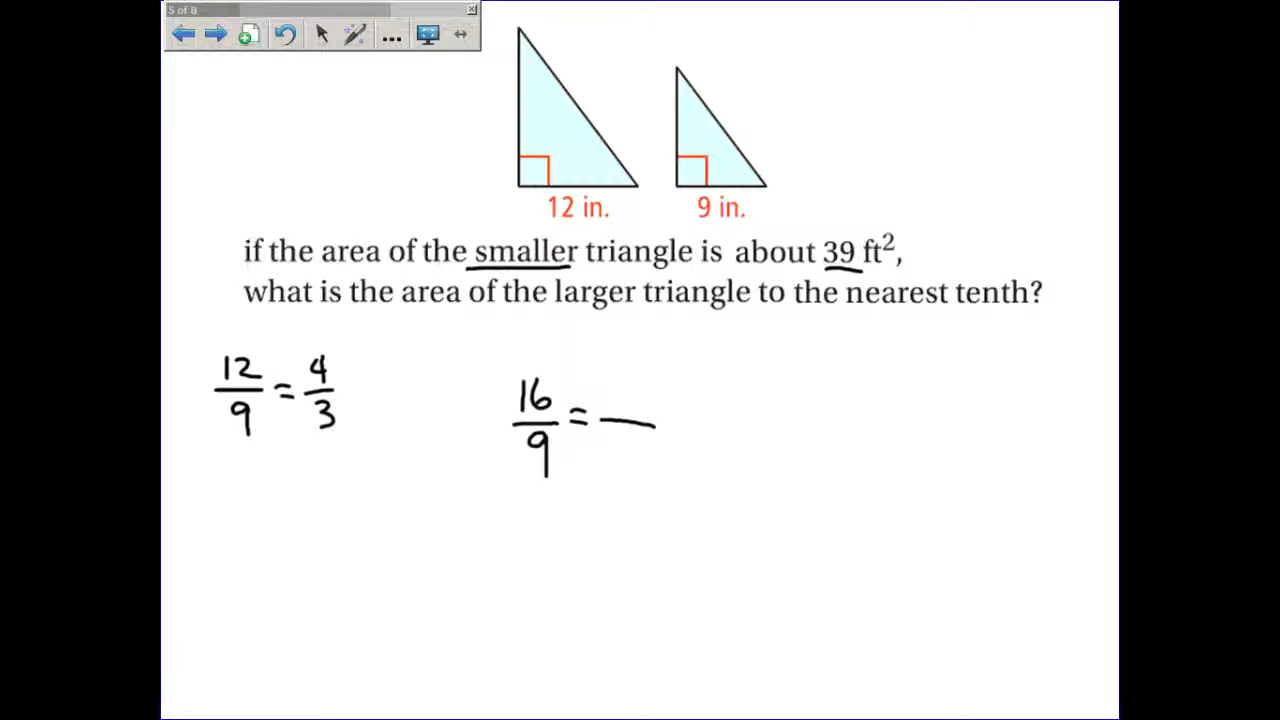 5 of 8
12 in.
9 in.
if the area of the smaller triangle is about 39 ft²,
what is the area of the larger triangle to the nearest tenth?
12/9 = 4/3
16/9 = —